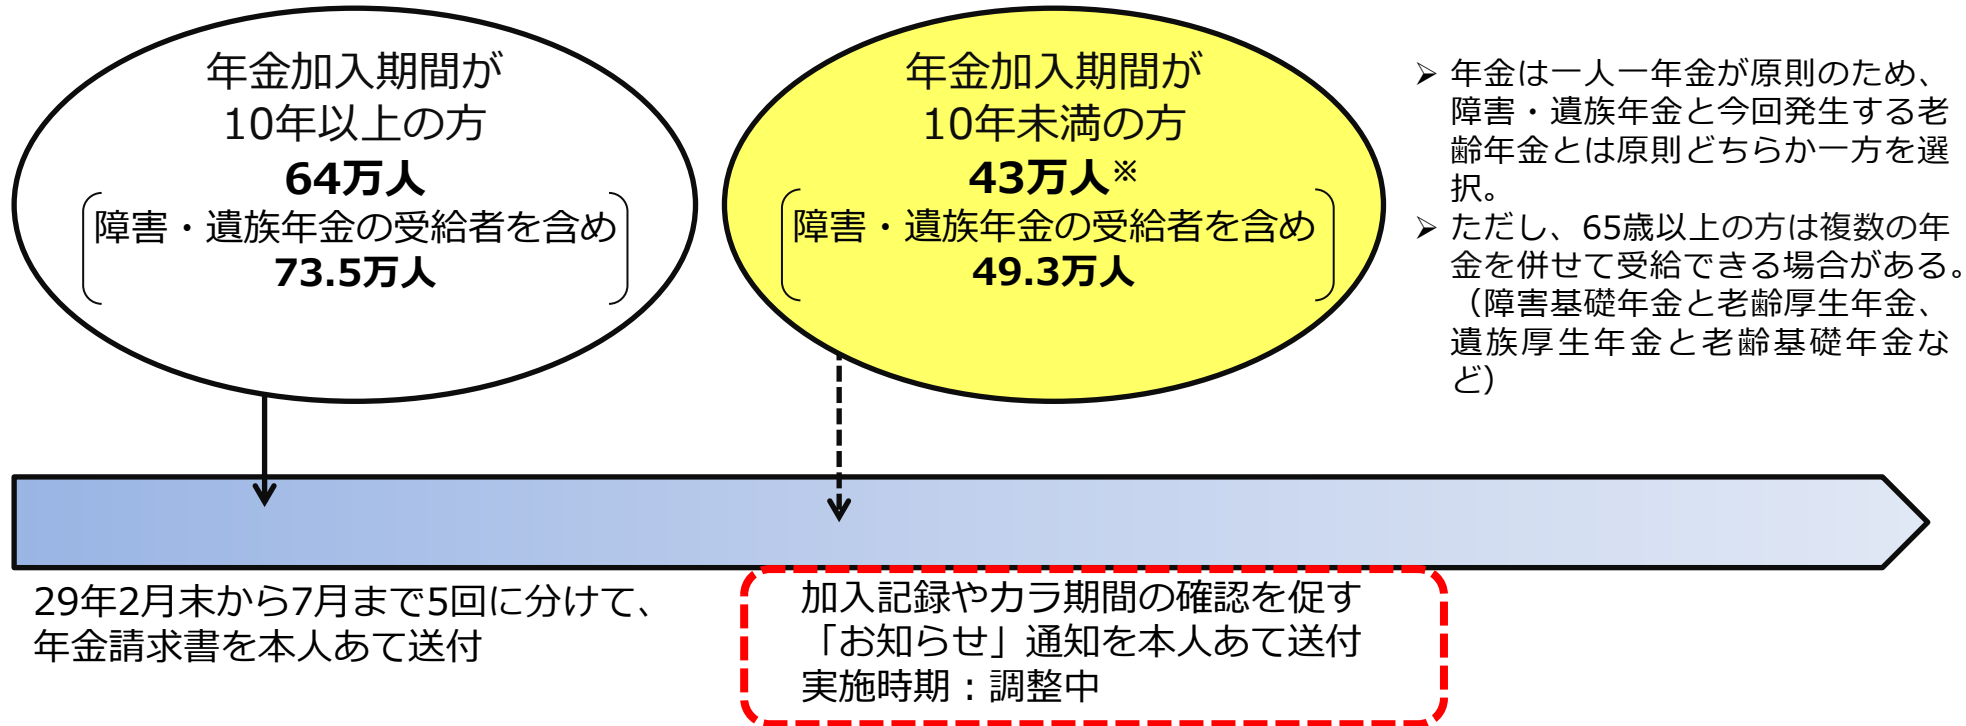 年金加入期間が
10年以上の方
64万人
障害・遺族年金の受給者を含め
73.5万人
年金加入期間が
10年未満の方
43万人※
障害・遺族年金の受給者を含め
49.3万人
➢ 年金は一人一年金が原則のため、
障害・遺族年金と今回発生する老
齢年金とは原則どちらか一方を選
択。
➢ ただし、65歳以上の方は複数の年
金を併せて受給できる場合がある。
（障害基礎年金と老齢厚生年金、
遺族厚生年金と老齢基礎年金な
ど）
29年2月末から7月まで5回に分けて、
年金請求書を本人あて送付
加入記録やカラ期間の確認を促す
「お知らせ」通知を本人あて送付
実施時期：調整中